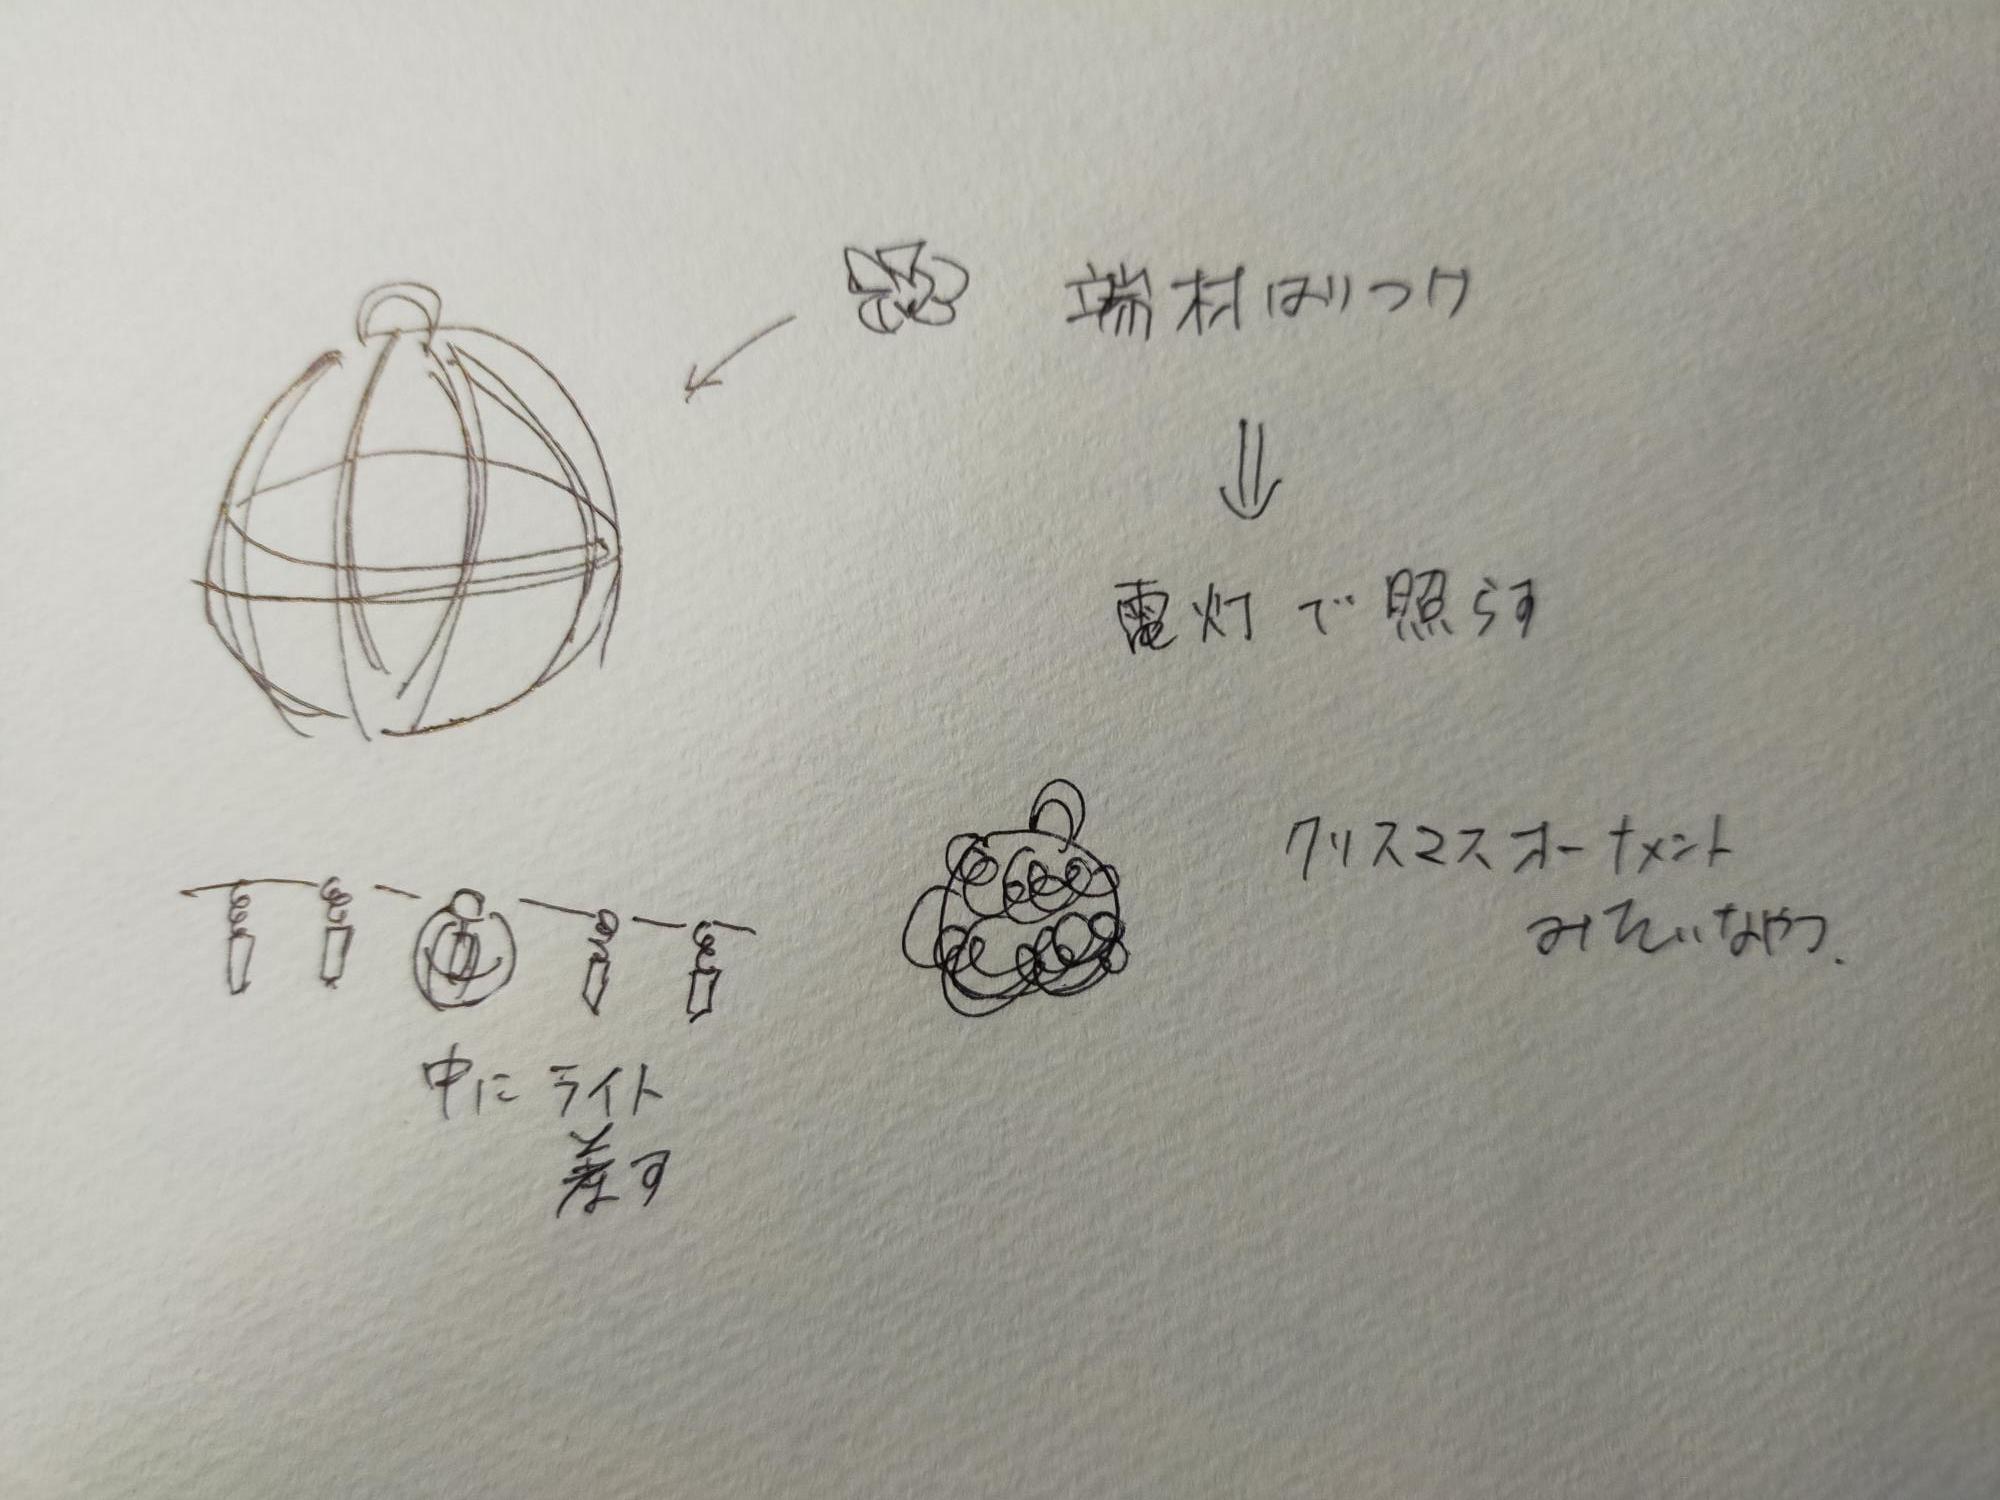 端材はりつけ
電灯で照らす
クリスマスオーナメント
みたいなやつ.
中にライト
差す